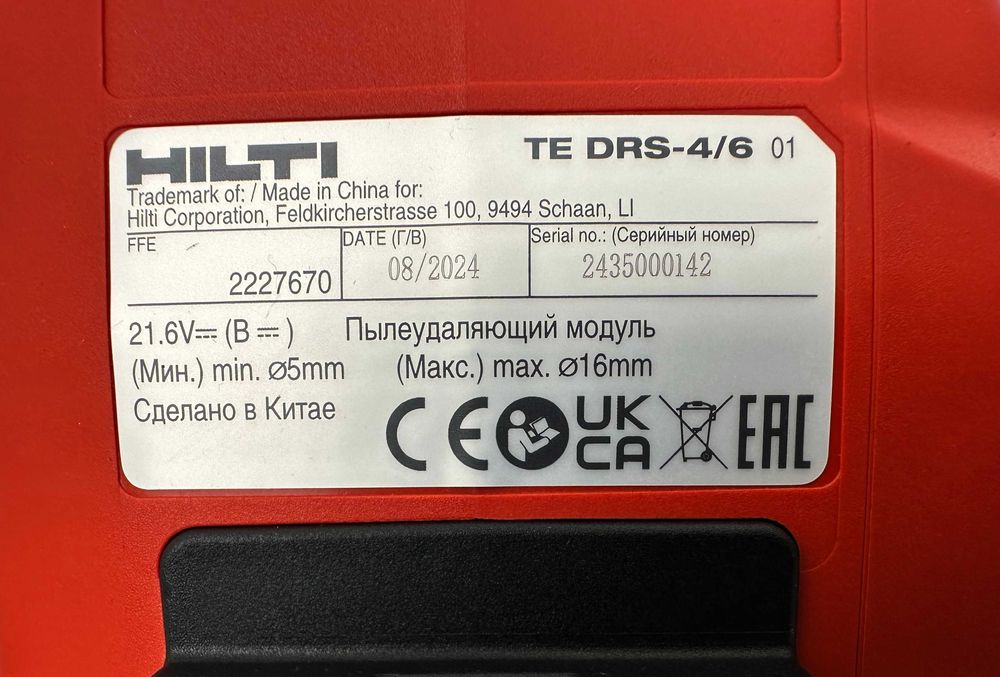 HILTI TE DRS-4/6 01
Trademark of: / Made in China for:
Hilti Corporation, Feldkircherstrasse 100, 9494 Schaan, LI
FFE DATE (Г/В) Serial no.: (Серийный номер)
2227670 08/2024 2435000142
21.6V⎓ (В ⎓ ) Пылеудаляющий модуль
(Мин.) min. Ø5mm (Макс.) max. Ø16mm
Сделано в Китае
CE UK CA EAC